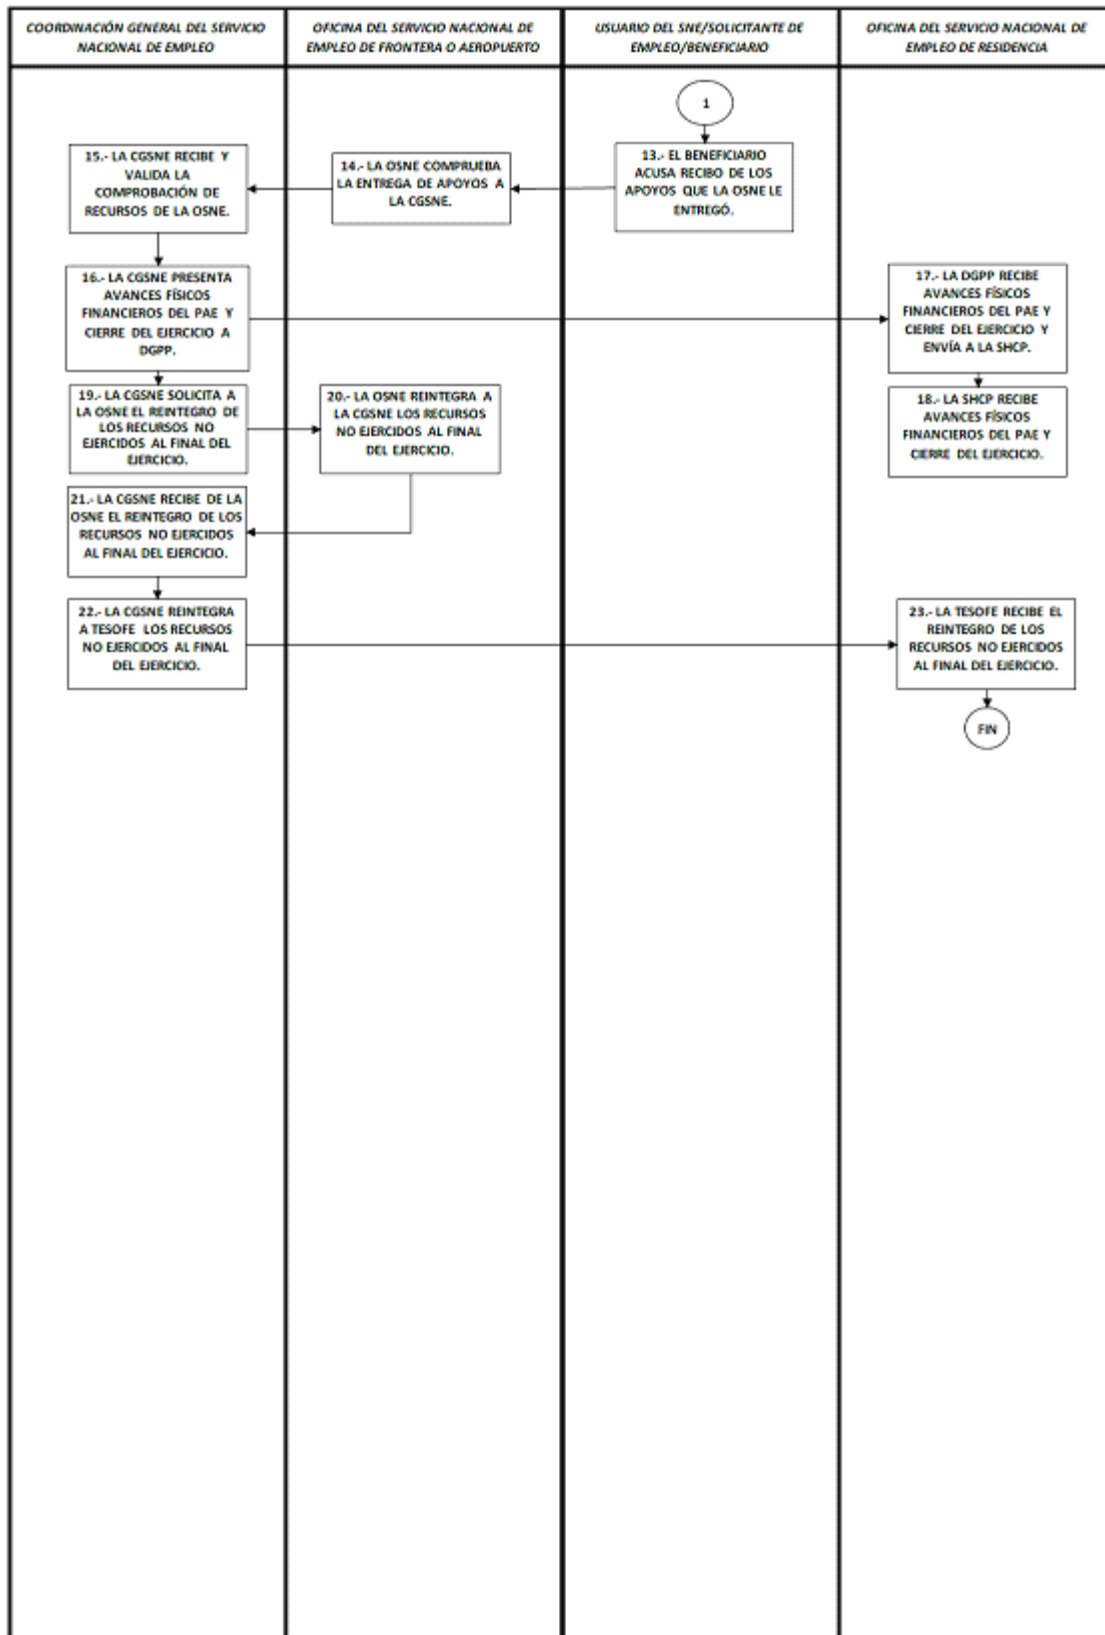 COORDINACIÓN GENERAL DEL SERVICIO
NACIONAL DE EMPLEO
OFICINA DEL SERVICIO NACIONAL DE
EMPLEO DE FRONTERA O AEROPUERTO
USUARIO DEL SNE/SOLICITANTE DE
EMPLEO/BENEFICIARIO
OFICINA DEL SERVICIO NACIONAL DE
EMPLEO DE RESIDENCIA
1
13.- EL BENEFICIARIO
ACUSA RECIBO DE LOS
APOYOS QUE LA OSNE LE
ENTREGÓ.
14.- LA OSNE COMPRUEBA
LA ENTREGA DE APOYOS A
LA CGSNE.
15.- LA CGSNE RECIBE Y
VALIDA LA
COMPROBACIÓN DE
RECURSOS DE LA OSNE.
16.- LA CGSNE PRESENTA
AVANCES FÍSICOS
FINANCIEROS DEL PAE Y
CIERRE DEL EJERCICIO A
DGPP.
17.- LA DGPP RECIBE
AVANCES FÍSICOS
FINANCIEROS DEL PAE Y
CIERRE DEL EJERCICIO Y
ENVÍA A LA SHCP.
18.- LA SHCP RECIBE
AVANCES FÍSICOS
FINANCIEROS DEL PAE Y
CIERRE DEL EJERCICIO.
19.- LA CGSNE SOLICITA A
LA OSNE EL REINTEGRO DE
LOS RECURSOS NO
EJERCIDOS AL FINAL DEL
EJERCICIO.
20.- LA OSNE REINTEGRA A
LA CGSNE LOS RECURSOS
NO EJERCIDOS AL FINAL
DEL EJERCICIO.
21.- LA CGSNE RECIBE DE LA
OSNE EL REINTEGRO DE LOS
RECURSOS NO EJERCIDOS
AL FINAL DEL EJERCICIO.
22.- LA CGSNE REINTEGRA
A TESOFE LOS RECURSOS
NO EJERCIDOS AL FINAL
DEL EJERCICIO.
23.- LA TESOFE RECIBE EL
REINTEGRO DE LOS
RECURSOS NO EJERCIDOS
AL FINAL DEL EJERCICIO.
FIN